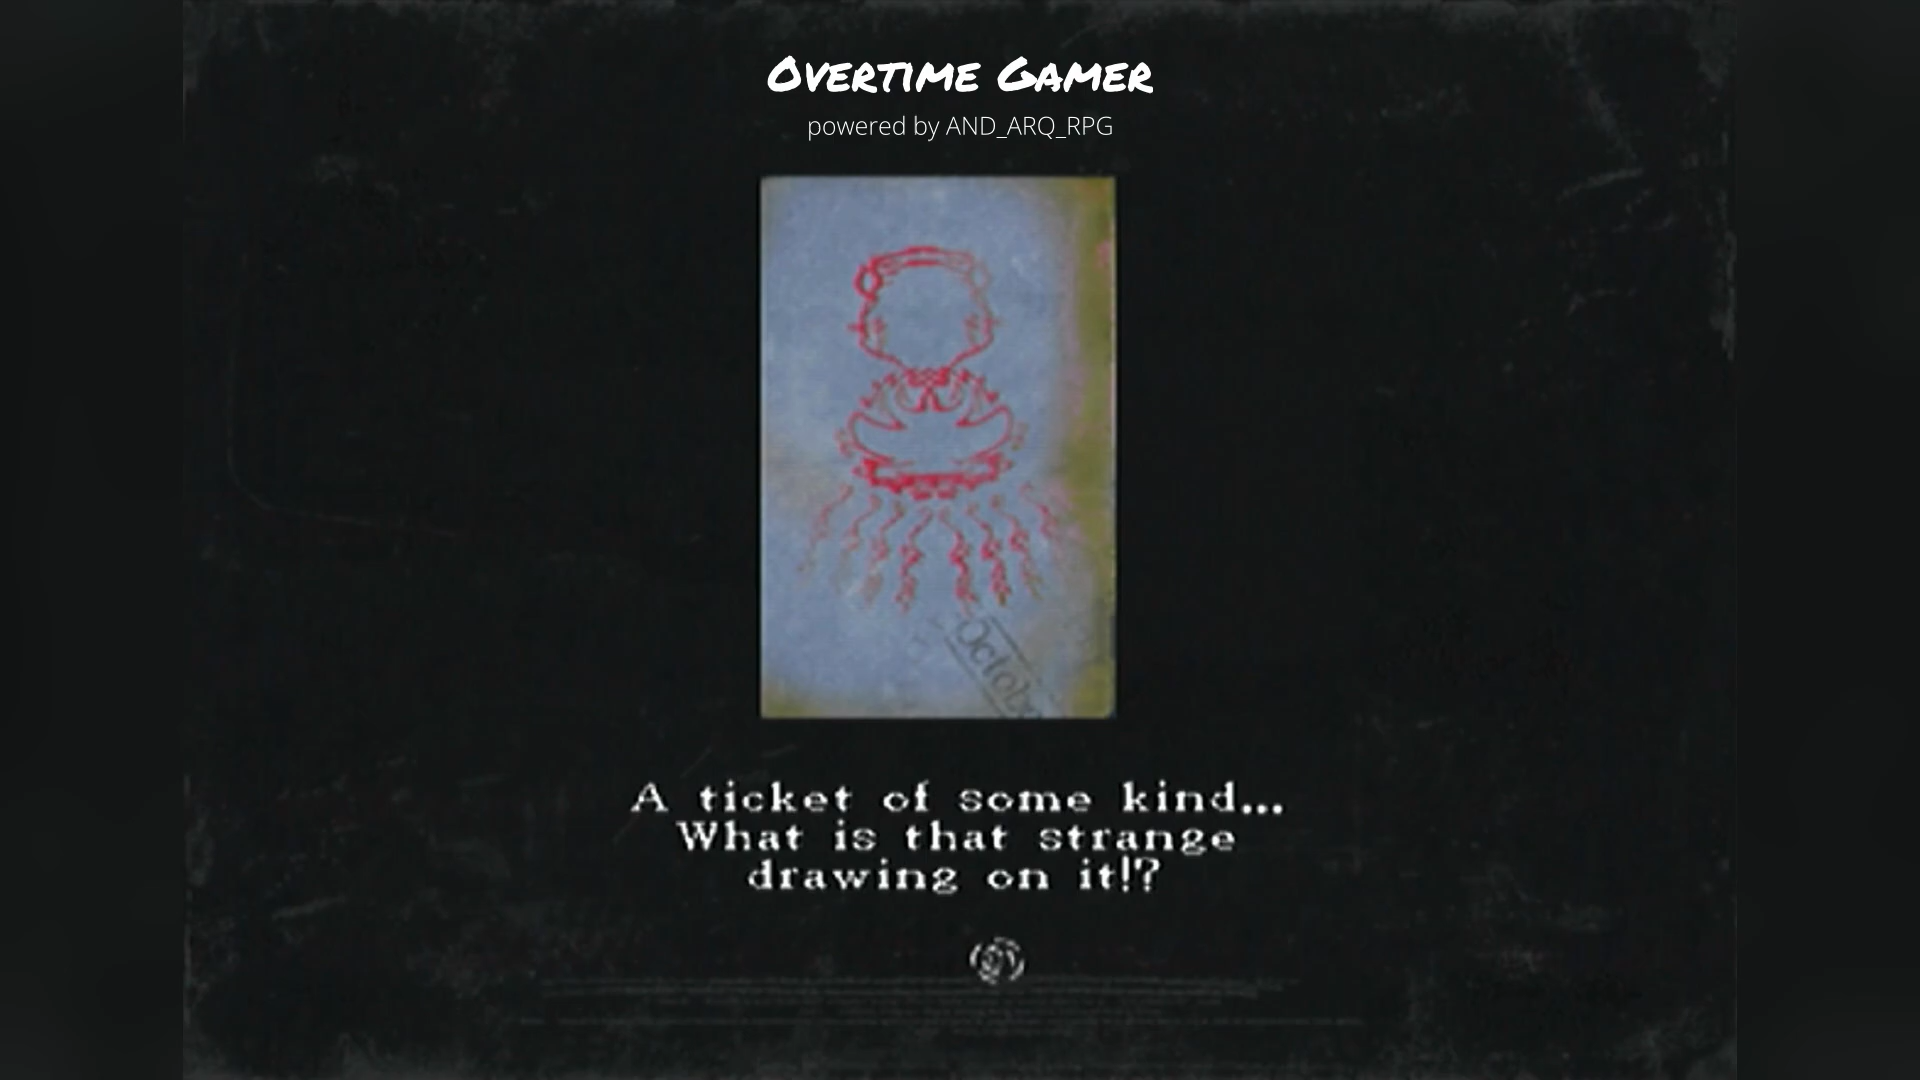 OVERTIME GAMER
powered by AND_ARQ_RPG
A ticket of some kind...
What is that strange
drawing on it!?